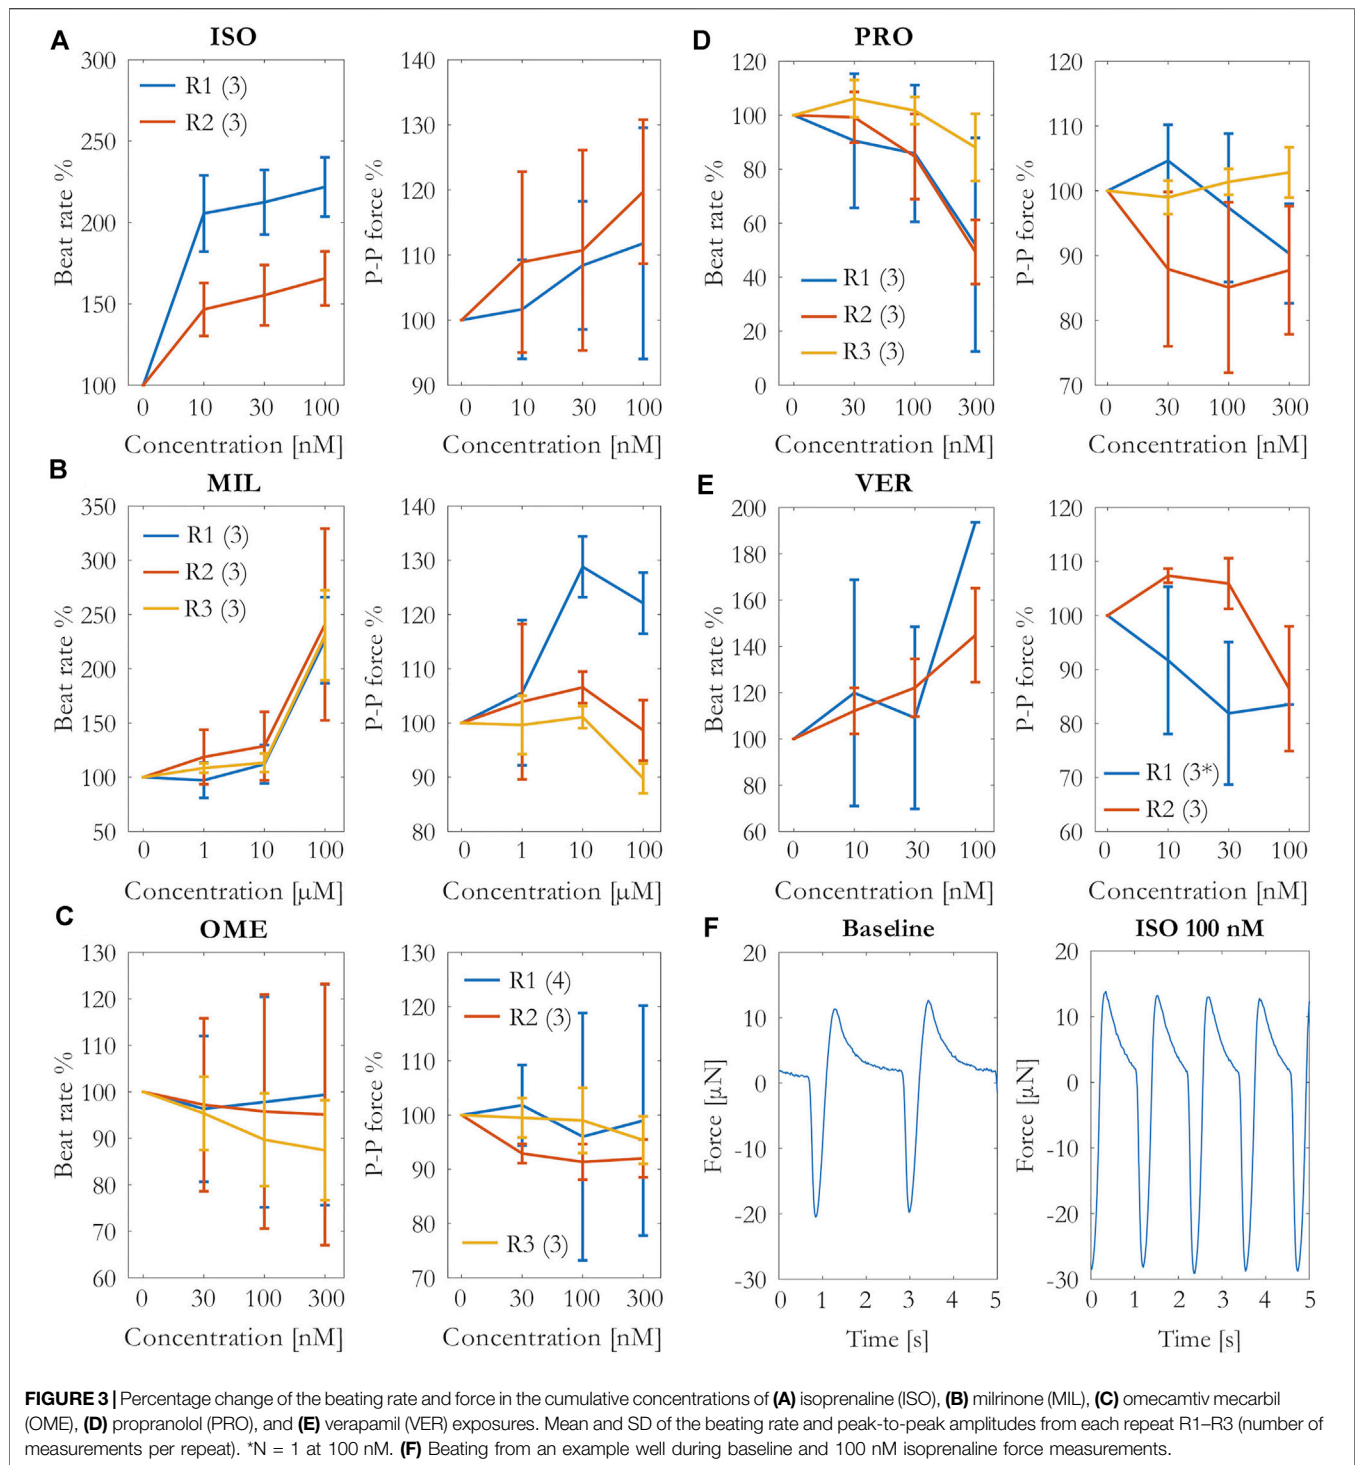 A
ISO
300
250
200
150
100
Beat rate %
R1 (3)
R2 (3)
0 10 30 100
Concentration [nM]
140
130
120
110
100
90
P-P force %
0 10 30 100
Concentration [nM]
D
PRO
120
100
80
60
40
20
0
Beat rate %
R1 (3)
R2 (3)
R3 (3)
0 30 100 300
Concentration [nM]
120
110
100
90
80
70
P-P force %
0 30 100 300
Concentration [nM]
B
MIL
350
300
250
200
150
100
50
Beat rate %
R1 (3)
R2 (3)
R3 (3)
0 1 10 100
Concentration [µM]
140
130
120
110
100
90
80
P-P force %
0 1 10 100
Concentration [µM]
E
VER
200
180
160
140
120
100
80
60
Beat rate %
0 10 30 100
Concentration [nM]
120
110
100
90
80
70
60
P-P force %
R1 (3*)
R2 (3)
0 10 30 100
Concentration [nM]
C
OME
130
120
110
100
90
80
70
60
Beat rate %
0 30 100 300
Concentration [nM]
130
120
110
100
90
80
70
P-P force %
R1 (4)
R2 (3)
R3 (3)
0 30 100 300
Concentration [nM]
F
Baseline
20
10
0
-10
-20
-30
Force [µN]
0 1 2 3 4 5
Time [s]
ISO 100 nM
20
10
0
-10
-20
-30
Force [µN]
0 1 2 3 4 5
Time [s]
FIGURE 3 | Percentage change of the beating rate and force in the cumulative concentrations of (A) isoprenaline (ISO), (B) milrinone (MIL), (C) omecamtiv mecarbil
(OME), (D) propranolol (PRO), and (E) verapamil (VER) exposures. Mean and SD of the beating rate and peak-to-peak amplitudes from each repeat R1–R3 (number of
measurements per repeat). *N = 1 at 100 nM. (F) Beating from an example well during baseline and 100 nM isoprenaline force measurements.